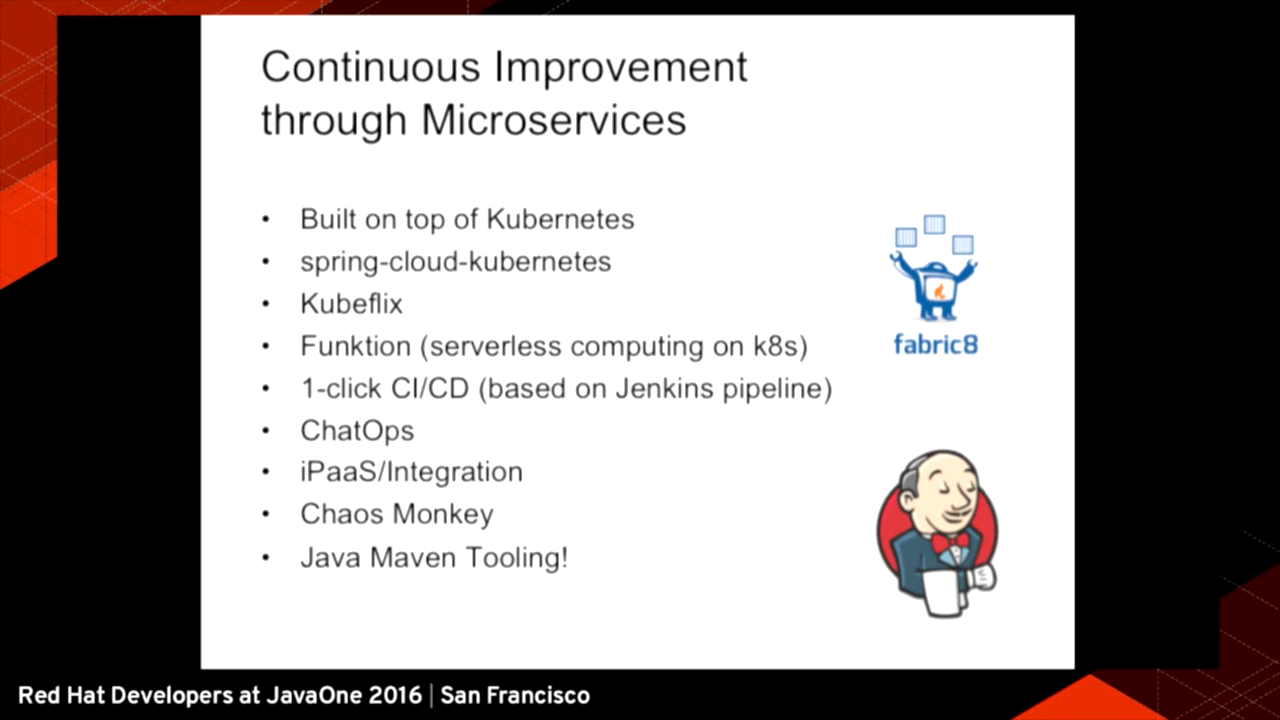 Continuous Improvement
through Microservices
• Built on top of Kubernetes
• spring-cloud-kubernetes
• Kubeflix
• Funktion (serverless computing on k8s)
• 1-click CI/CD (based on Jenkins pipeline)
• ChatOps
• iPaaS/Integration
• Chaos Monkey
• Java Maven Tooling!
fabric8
Red Hat Developers at JavaOne 2016 | San Francisco